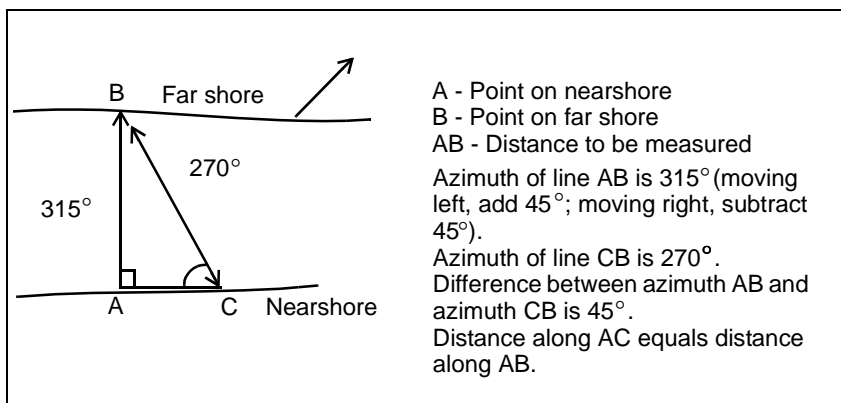 B
Far shore
270°
315°
A
C
Nearshore
A - Point on nearshore
B - Point on far shore
AB - Distance to be measured
Azimuth of line AB is 315° (moving
left, add 45°; moving right, subtract
45°).
Azimuth of line CB is 270°.
Difference between azimuth AB and
azimuth CB is 45°.
Distance along AC equals distance
along AB.